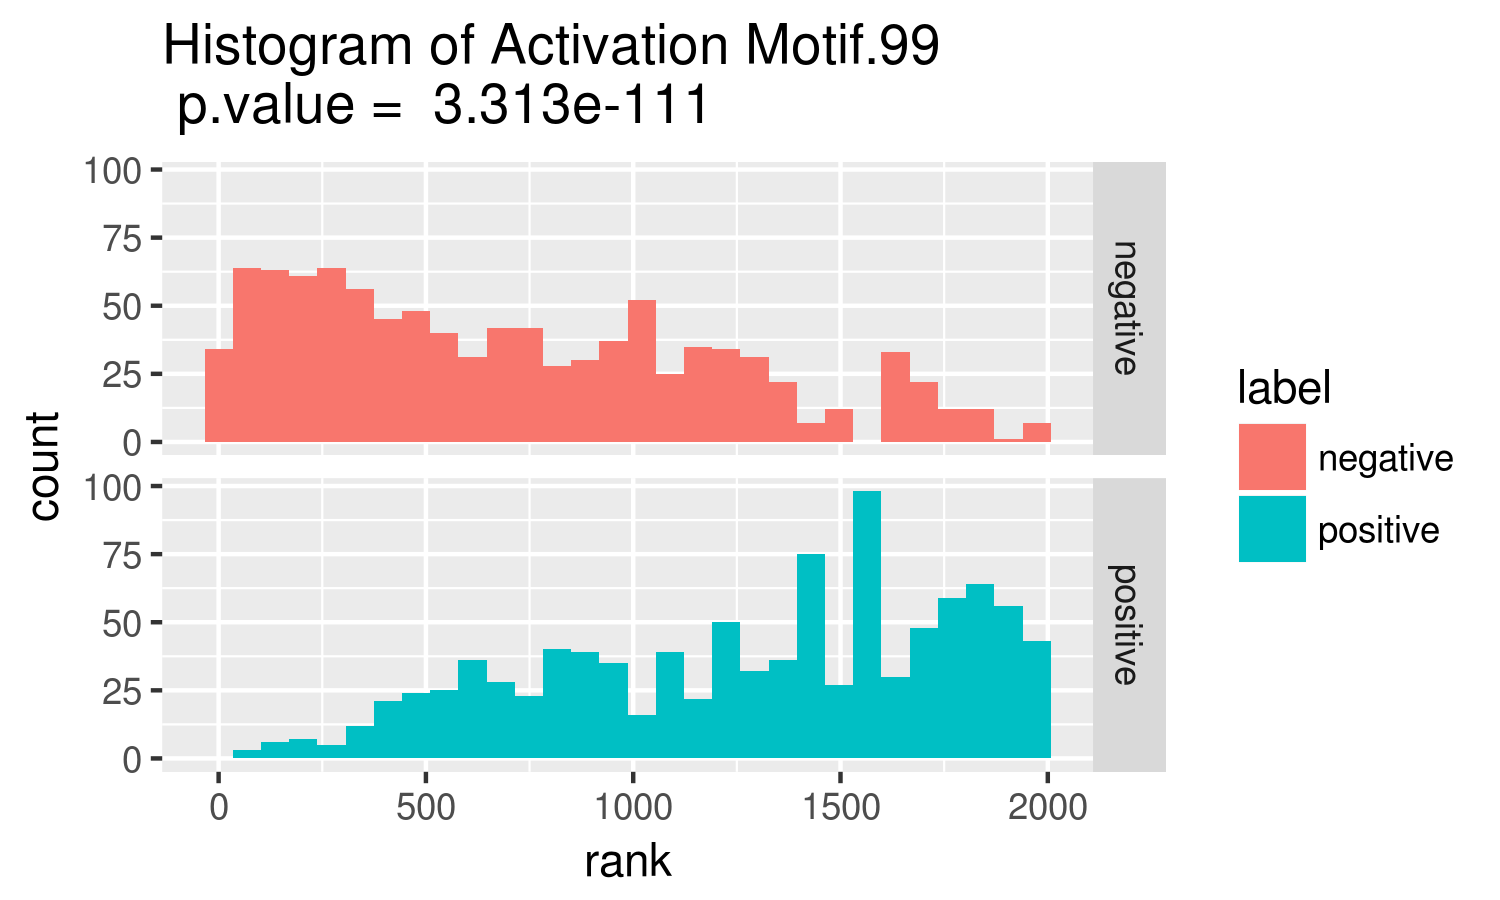 Histogram of Activation Motif.99
p.value = 3.313e-111
100
75
50
25
0
negative
count
100
75
50
25
0
positive
0 500 1000 1500 2000
rank
label
negative
positive